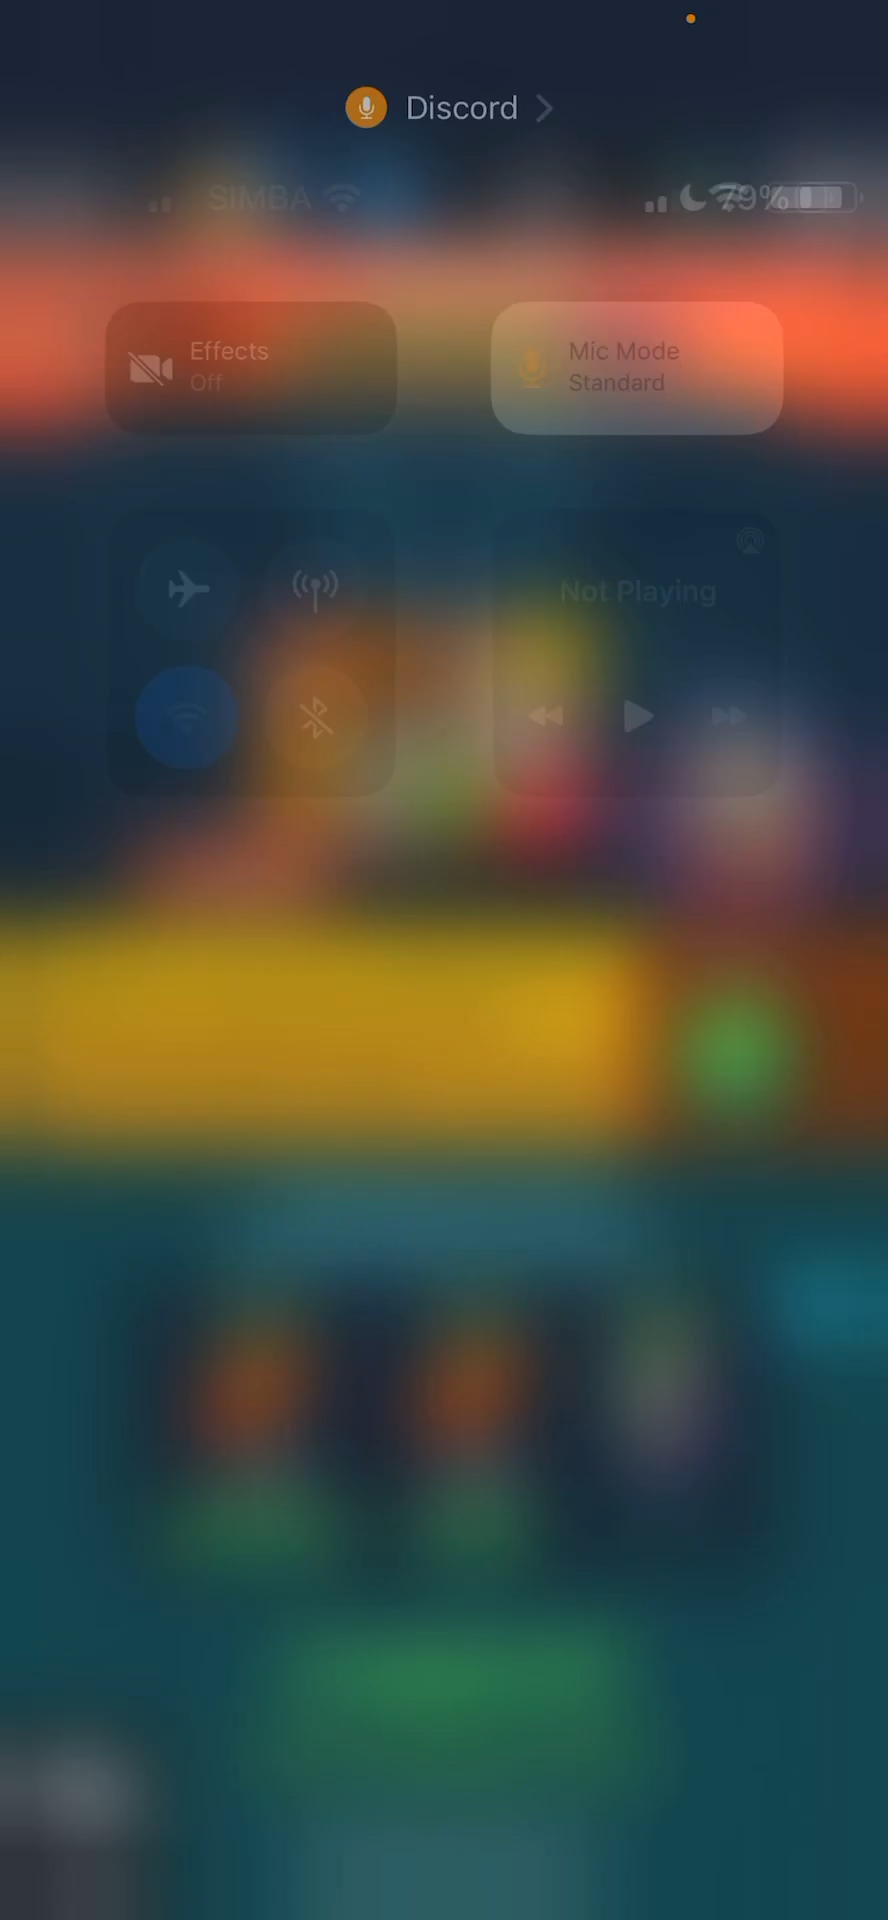 Discord
SIMBA
79%
Effects
Off
Mic Mode
Standard
Not Playing